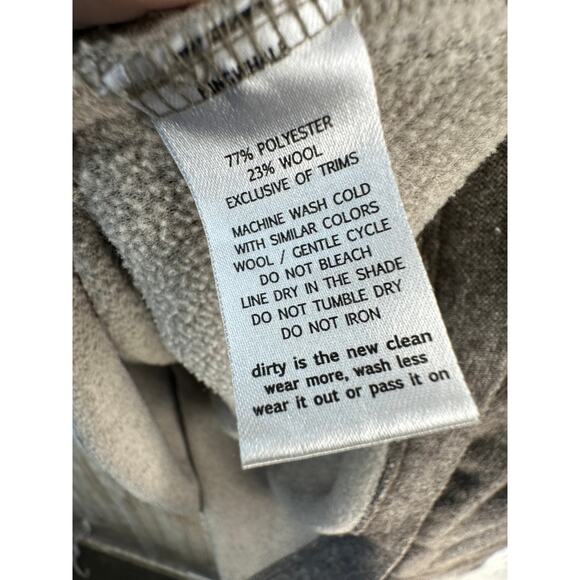 77% POLYESTER
23% WOOL
EXCLUSIVE OF TRIMS
MACHINE WASH COLD
WITH SIMILAR COLORS
WOOL / GENTLE CYCLE
DO NOT BLEACH
LINE DRY IN THE SHADE
DO NOT TUMBLE DRY
DO NOT IRON
dirty is the new clean
wear more, wash less
wear it out or pass it on